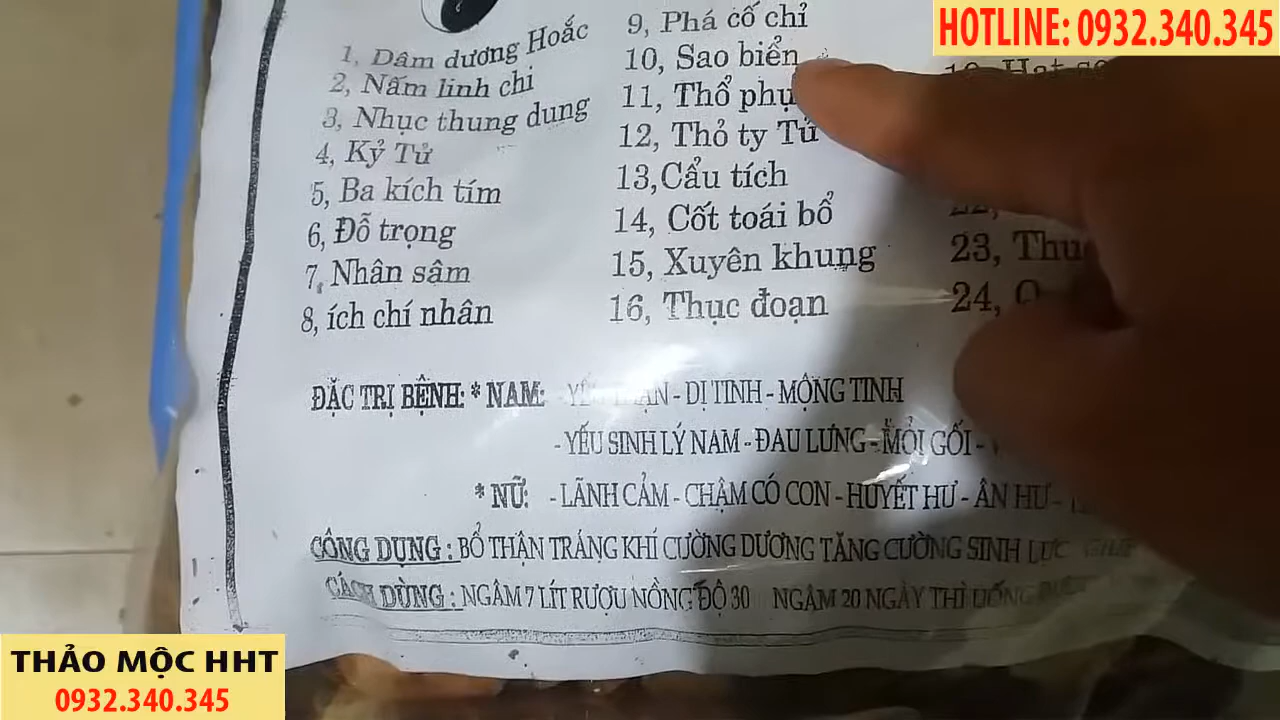 HOTLINE: 0932.340.345
1, Dâm dương Hoắc
2, Nấm linh chi
3, Nhục thung dung
4, Kỷ Tử
5, Ba kích tím
6, Đỗ trọng
7, Nhân sâm
8, ích chí nhân
9, Phá cố chỉ
10, Sao biển
11, Thổ phụ
12, Thỏ ty Tử
13,Cẩu tích
14, Cốt toái bổ
15, Xuyên khung
16, Thục đoạn
23,
24,
ĐẶC TRỊ BỆNH: * NAM: - DI TINH - MỘNG TINH
- YẾU SINH LÝ NAM - ĐAU LƯNG - MỎI GỐI -
* NỮ: - LÃNH CẢM - CHẬM CÓ CON - HUYẾT HƯ - ÂN HƯ -
CÔNG DỤNG : BỔ THẬN TRÁNG KHÍ CƯỜNG DƯƠNG TĂNG CƯỜNG SINH LỰC
CÁCH DÙNG : NGÂM 7 LÍT RƯỢU NỒNG ĐỘ 30 NGÂM 20 NGÀY THÌ
THẢO MỘC HHT
0932.340.345